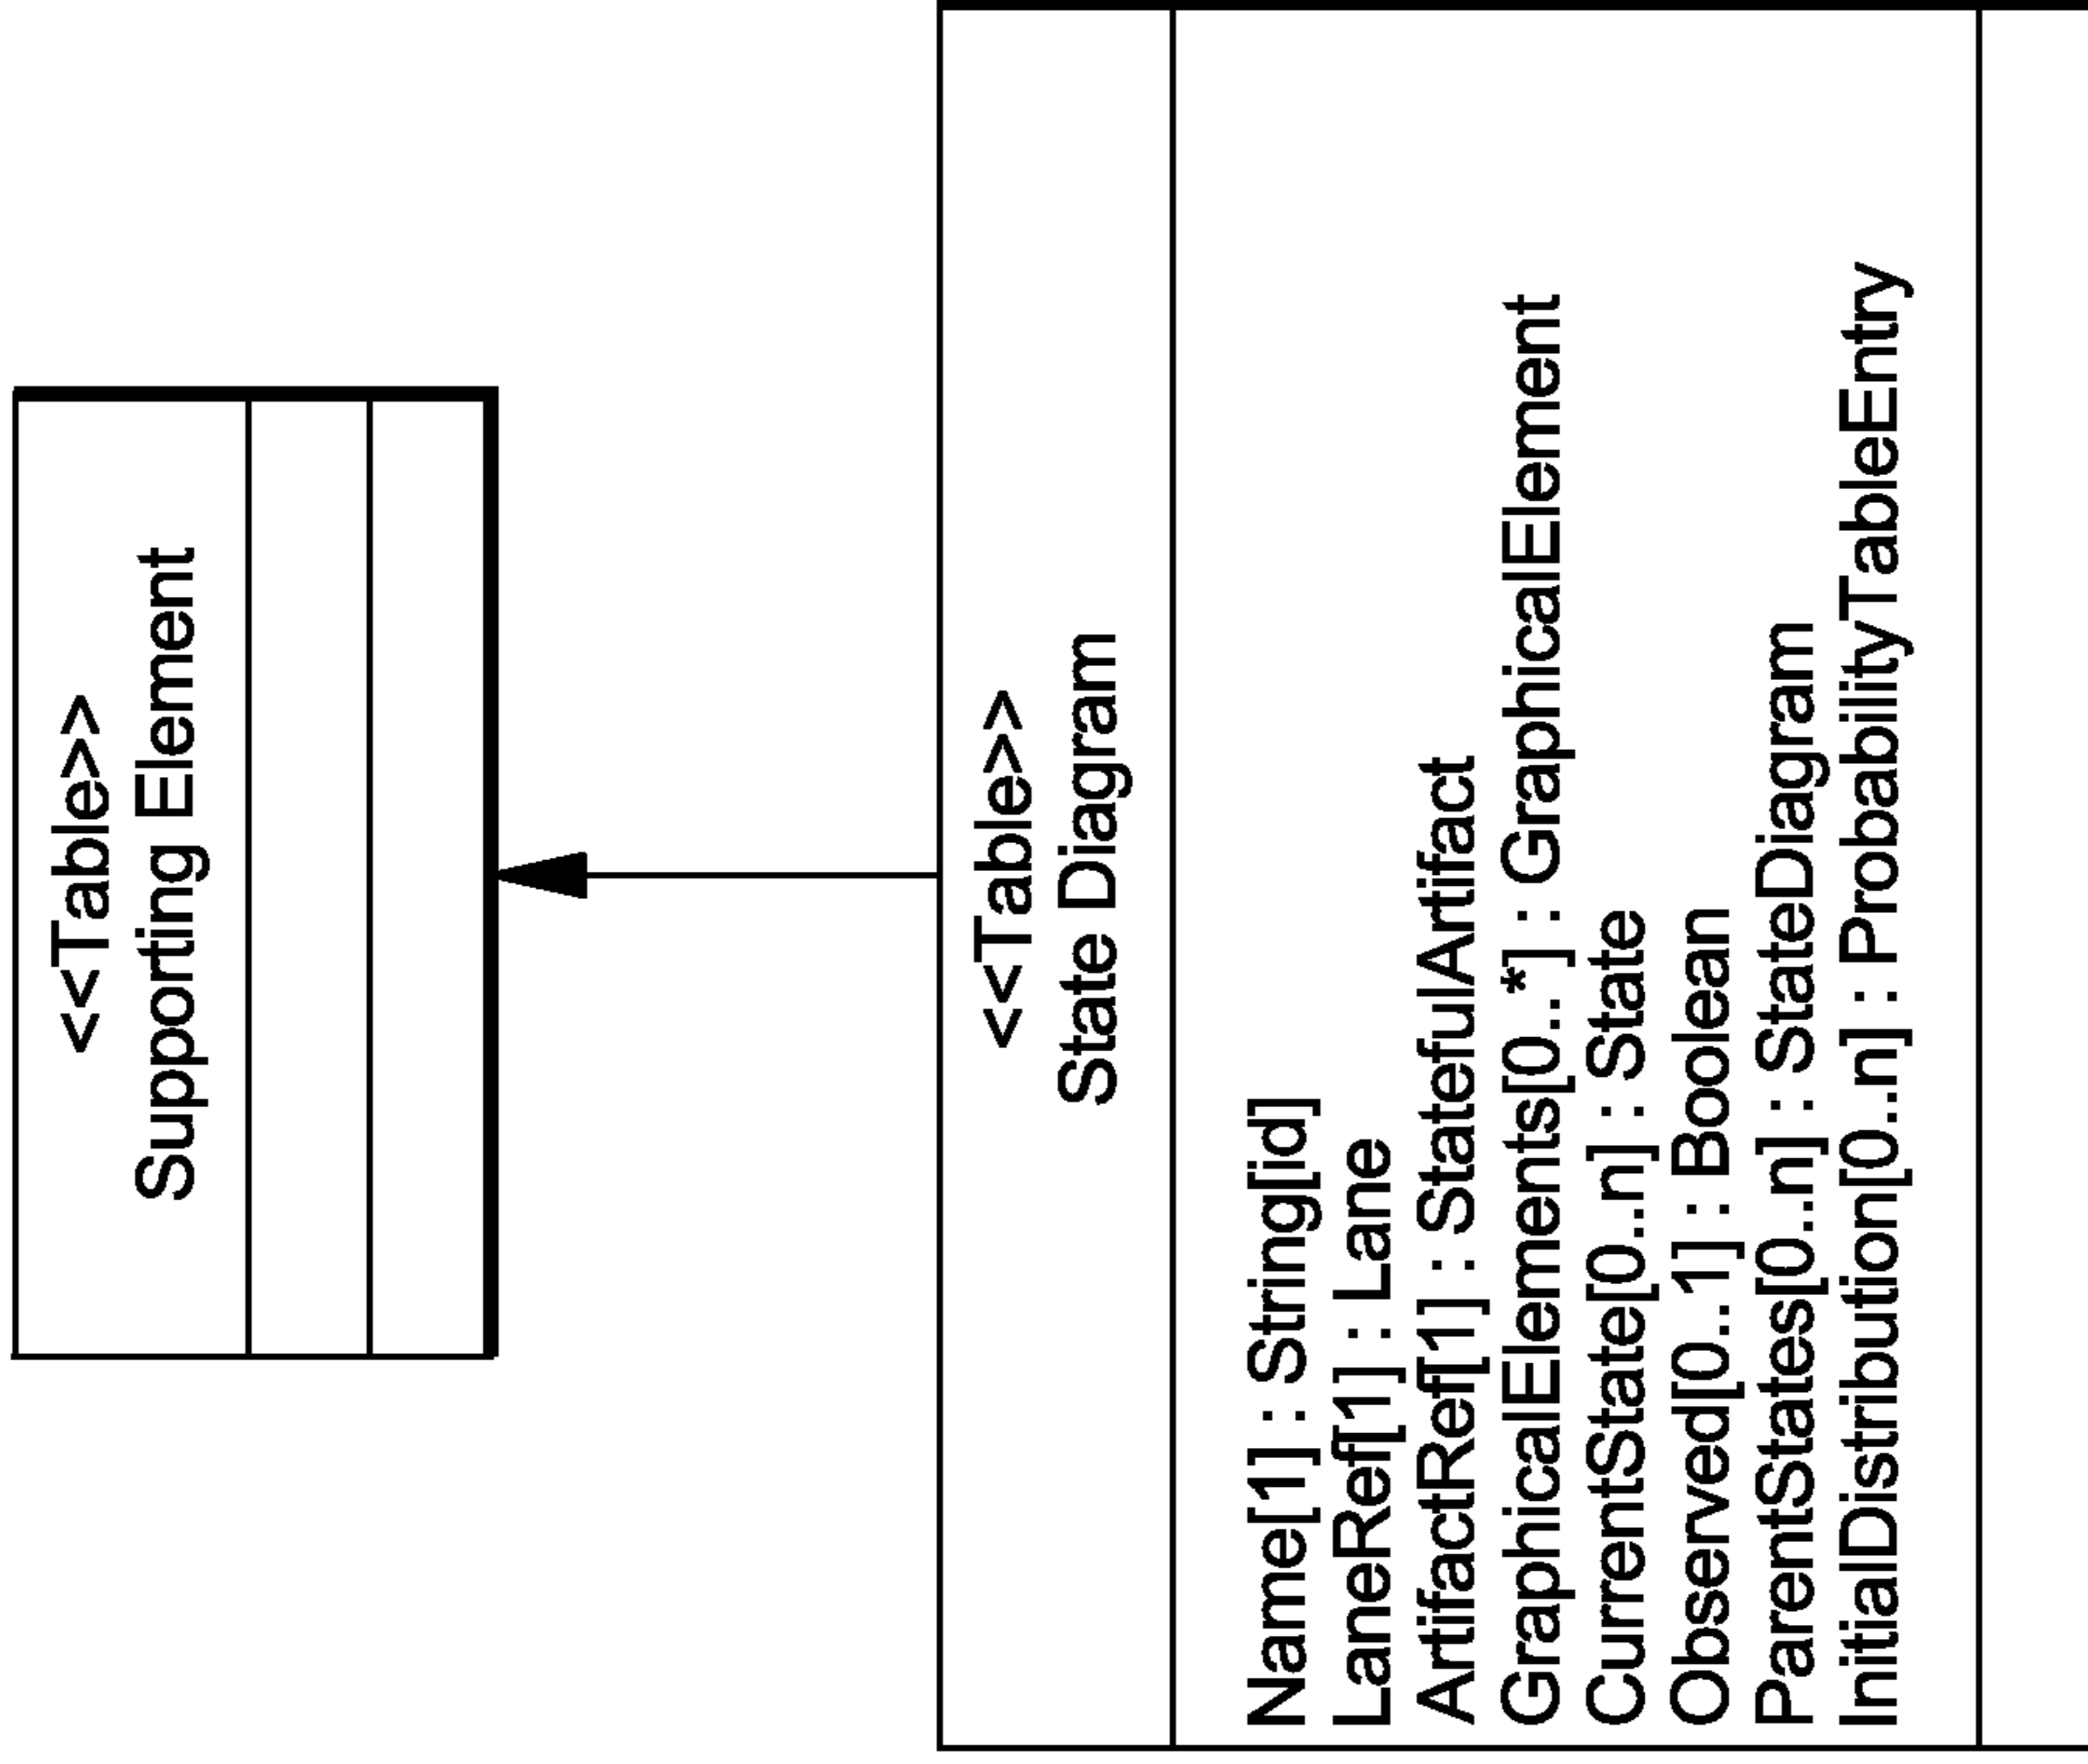 <<Table>>
Supporting Element
<<Table>>
State Diagram
Name[1] : String[id]
LaneRef[1] : Lane
ArtifactRef[1] : StatefulArtifact
GraphicalElements[0..*] : GraphicalElement
CurrentState[0..n] : State
Observed[0..1] : Boolean
ParentStates[0..n] : StateDiagram
InitialDistribution[0..n] : ProbabilityTableEntry